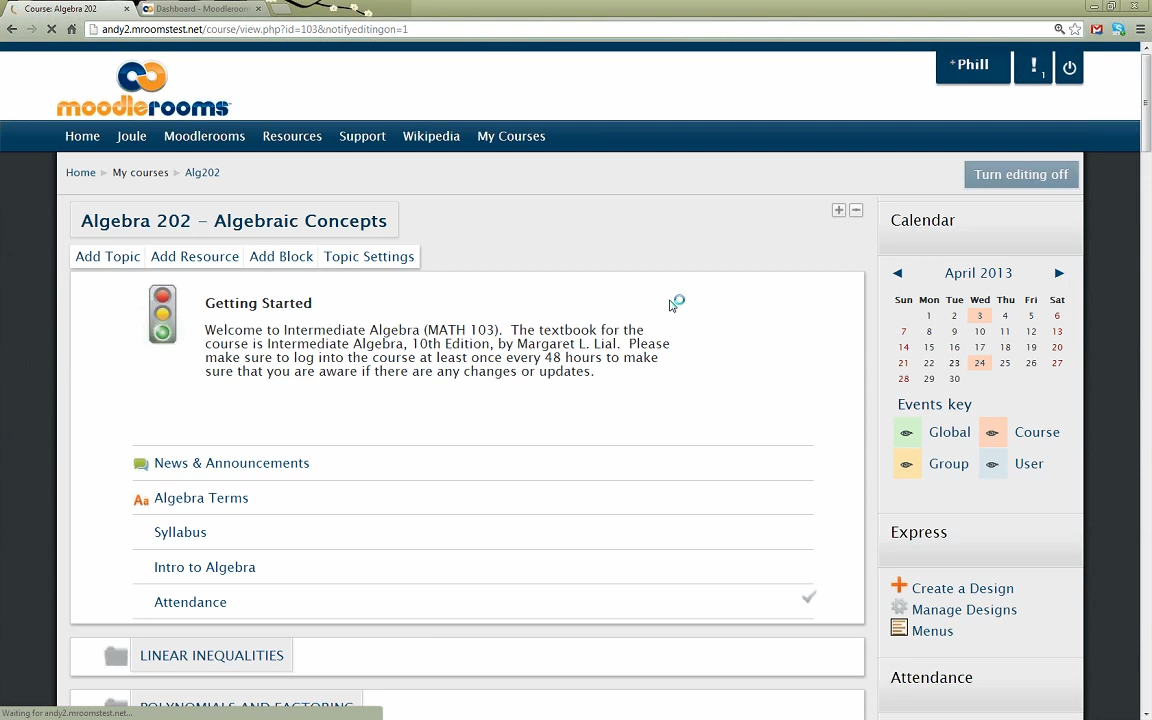 Course: Algebra 202
Dashboard - Moodleroom
andy2.mroomstest.net/course/view.php?id=103&notifyeditingon=1
moodlerooms
*Phill
! 1
Home Joule Moodlerooms Resources Support Wikipedia My Courses
Home ► My courses ► Alg202
Turn editing off
Algebra 202 – Algebraic Concepts
Add Topic Add Resource Add Block Topic Settings
Getting Started
Welcome to Intermediate Algebra (MATH 103). The textbook for the
course is Intermediate Algebra, 10th Edition, by Margaret L. Lial. Please
make sure to log into the course at least once every 48 hours to make
sure that you are aware if there are any changes or updates.
News & Announcements
Aa Algebra Terms
Syllabus
Intro to Algebra
Attendance
LINEAR INEQUALITIES
POLYNOMIALS AND FACTORING
Calendar
◄ April 2013 ►
Sun Mon Tue Wed Thu Fri Sat
1 2 3 4 5 6
7 8 9 10 11 12 13
14 15 16 17 18 19 20
21 22 23 24 25 26 27
28 29 30
Events key
Global Course
Group User
Express
Create a Design
Manage Designs
Menus
Attendance
Waiting for andy2.mroomstest.net...